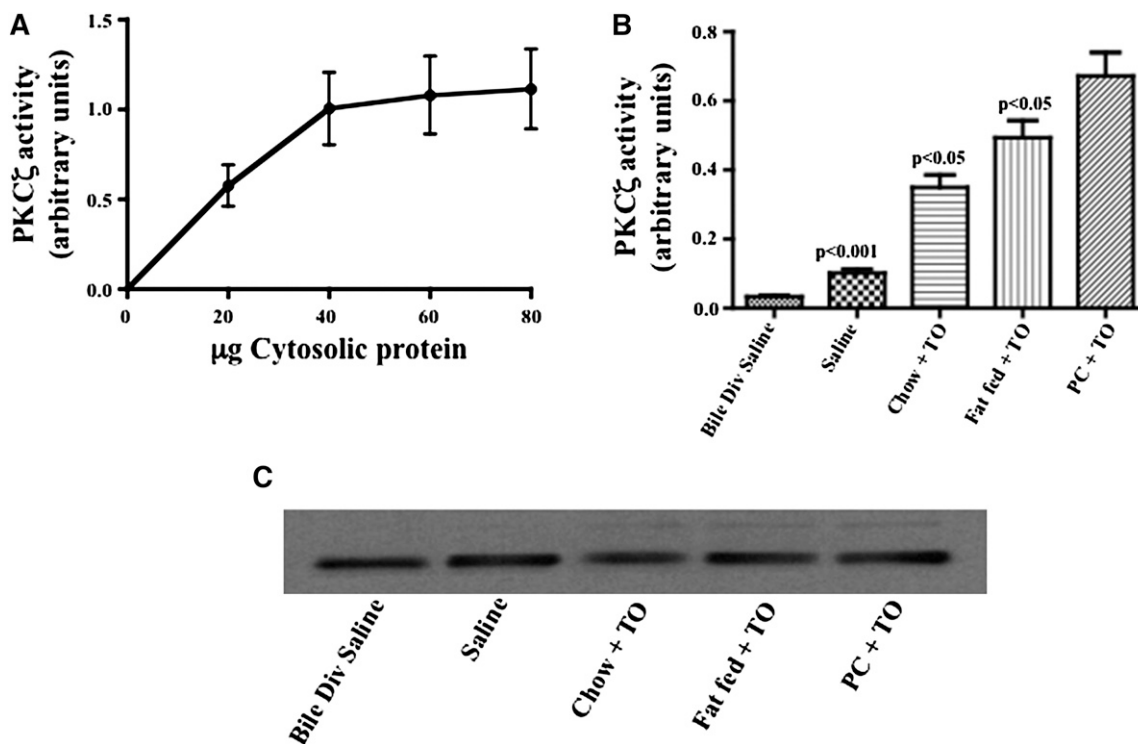 A
PKCζ activity
(arbitrary units)
1.5
1.0
0.5
0.0
0
20
40
60
80
μg Cytosolic protein
B
PKCζ activity
(arbitrary units)
0.8
0.6
0.4
0.2
0.0
p<0.001
p<0.05
p<0.05
Bile Div Saline
Saline
Chow + TO
Fat fed + TO
PC + TO
C
Bile Div Saline
Saline
Chow + TO
Fat fed + TO
PC + TO